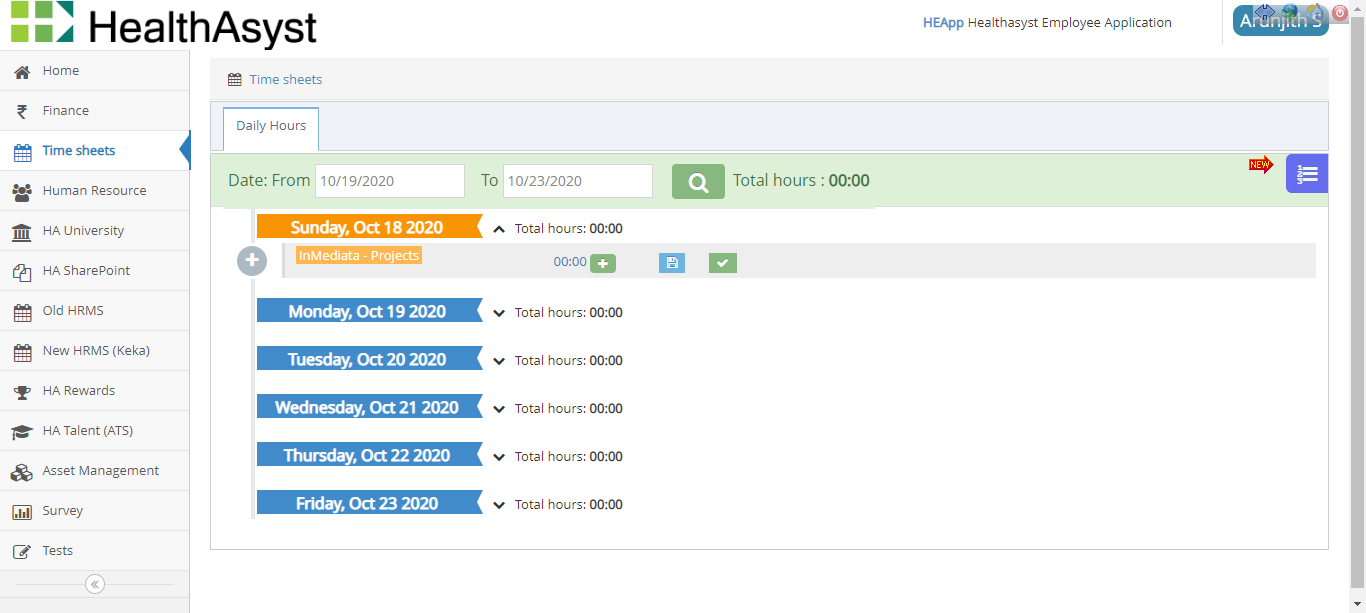 HealthAsyst
HEApp Healthasyst Employee Application
Arunjith S
Home
Finance
Time sheets
Human Resource
HA University
HA SharePoint
Old HRMS
New HRMS (Keka)
HA Rewards
HA Talent (ATS)
Asset Management
Survey
Tests
Time sheets
Daily Hours
Date: From 10/19/2020 To 10/23/2020 Total hours : 00:00
NEW
Sunday, Oct 18 2020 Total hours: 00:00
InMediata - Projects 00:00
Monday, Oct 19 2020 Total hours: 00:00
Tuesday, Oct 20 2020 Total hours: 00:00
Wednesday, Oct 21 2020 Total hours: 00:00
Thursday, Oct 22 2020 Total hours: 00:00
Friday, Oct 23 2020 Total hours: 00:00